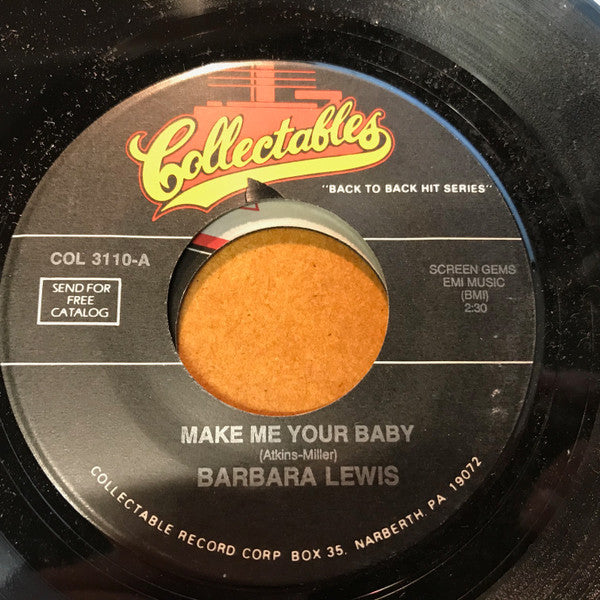 Collectables
"BACK TO BACK HIT SERIES"
COL 3110-A
SEND FOR
FREE
CATALOG
SCREEN GEMS
EMI MUSIC
(BMI)
2:30
MAKE ME YOUR BABY
(Atkins-Miller)
BARBARA LEWIS
COLLECTABLE RECORD CORP BOX 35, NARBERTH, PA 19072